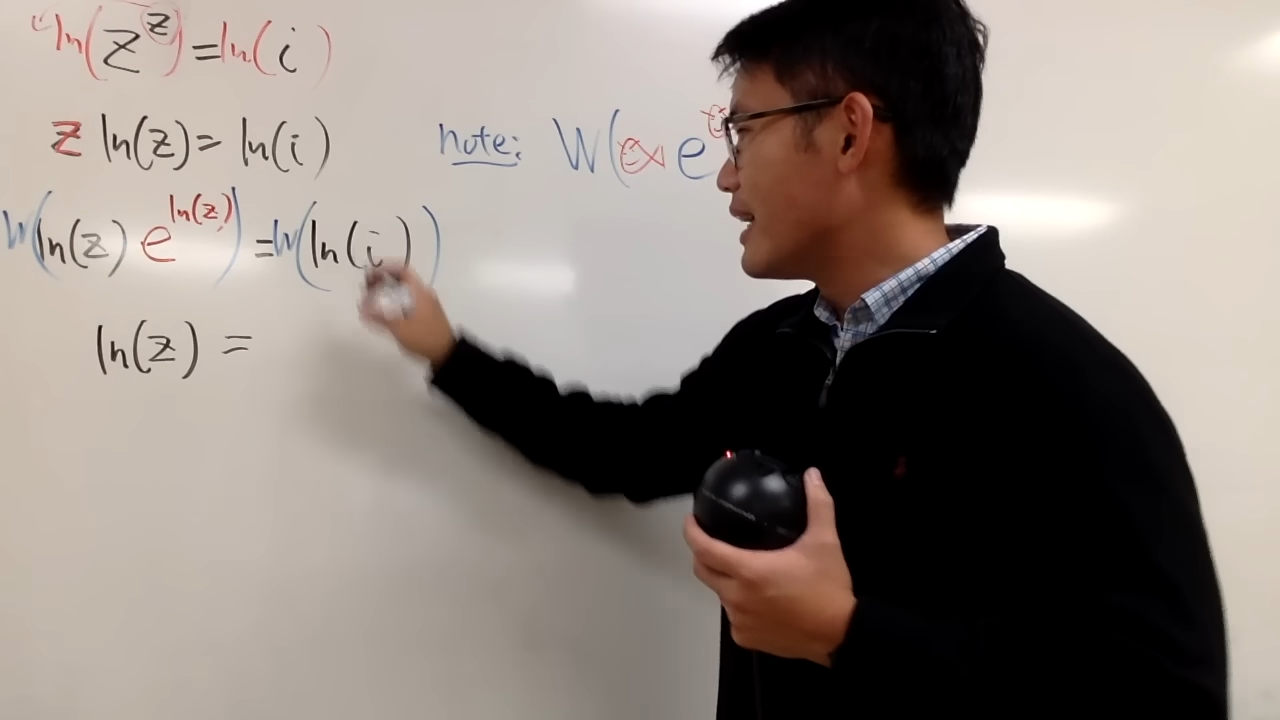 ln(z^z) = ln(i)
z ln(z) = ln(i)
W(ln(z) e^ln(z)) = W(ln(i))
ln(z) =
note: W( e